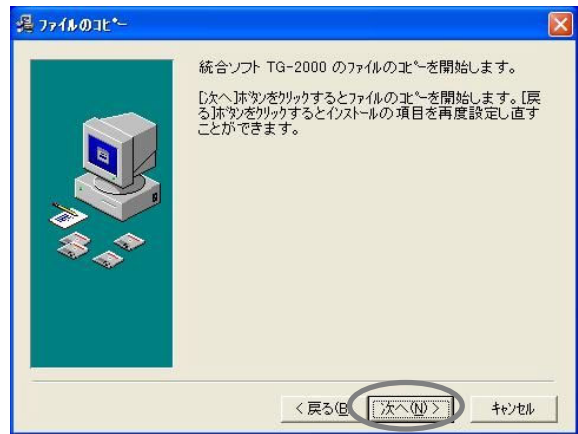 ﾌｧｲﾙのｺﾋﾟｰ
統合ソフト TG-2000 のﾌｧｲﾙのｺﾋﾟｰを開始します。
[次へ]ﾎﾞﾀﾝをｸﾘｯｸするとﾌｧｲﾙのｺﾋﾟｰを開始します。[戻
る]ﾎﾞﾀﾝをｸﾘｯｸするとｲﾝｽﾄｰﾙの項目を再度設定し直す
ことができます。
< 戻る(B
次へ(N) >
ｷｬﾝｾﾙ